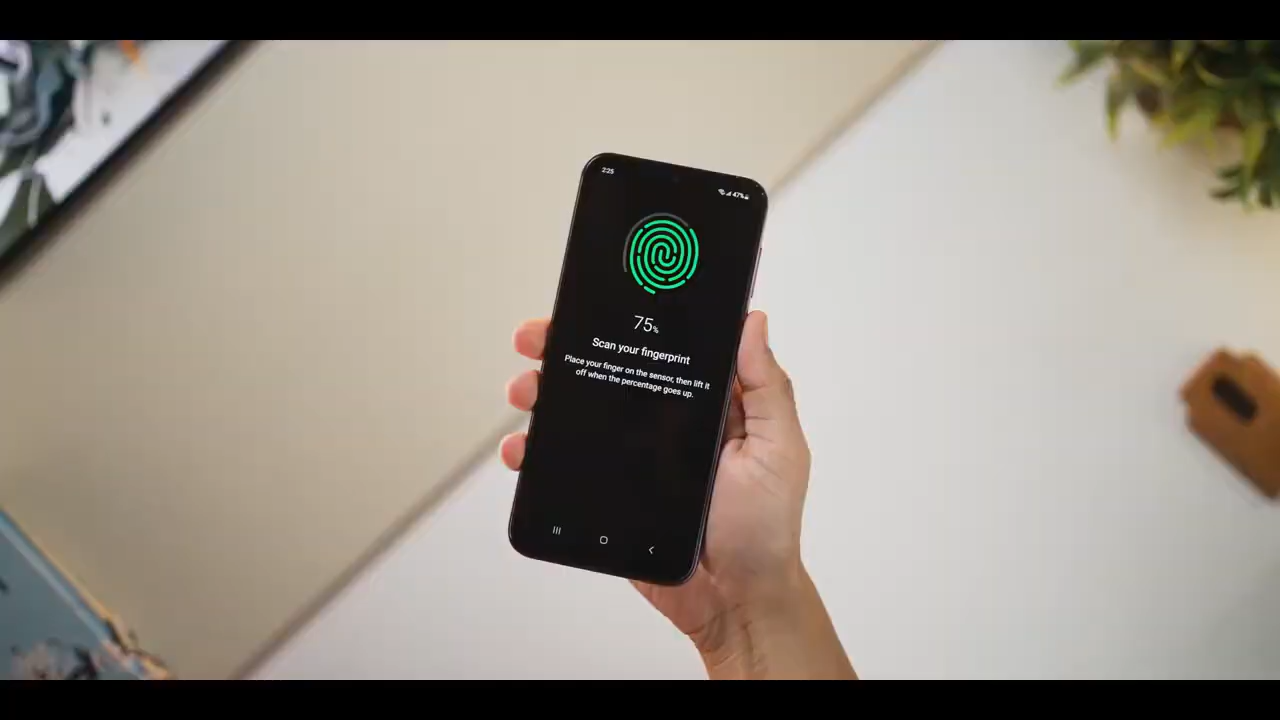 2:25
47%
75%
Scan your fingerprint
Place your finger on the sensor, then lift it
off when the percentage goes up.